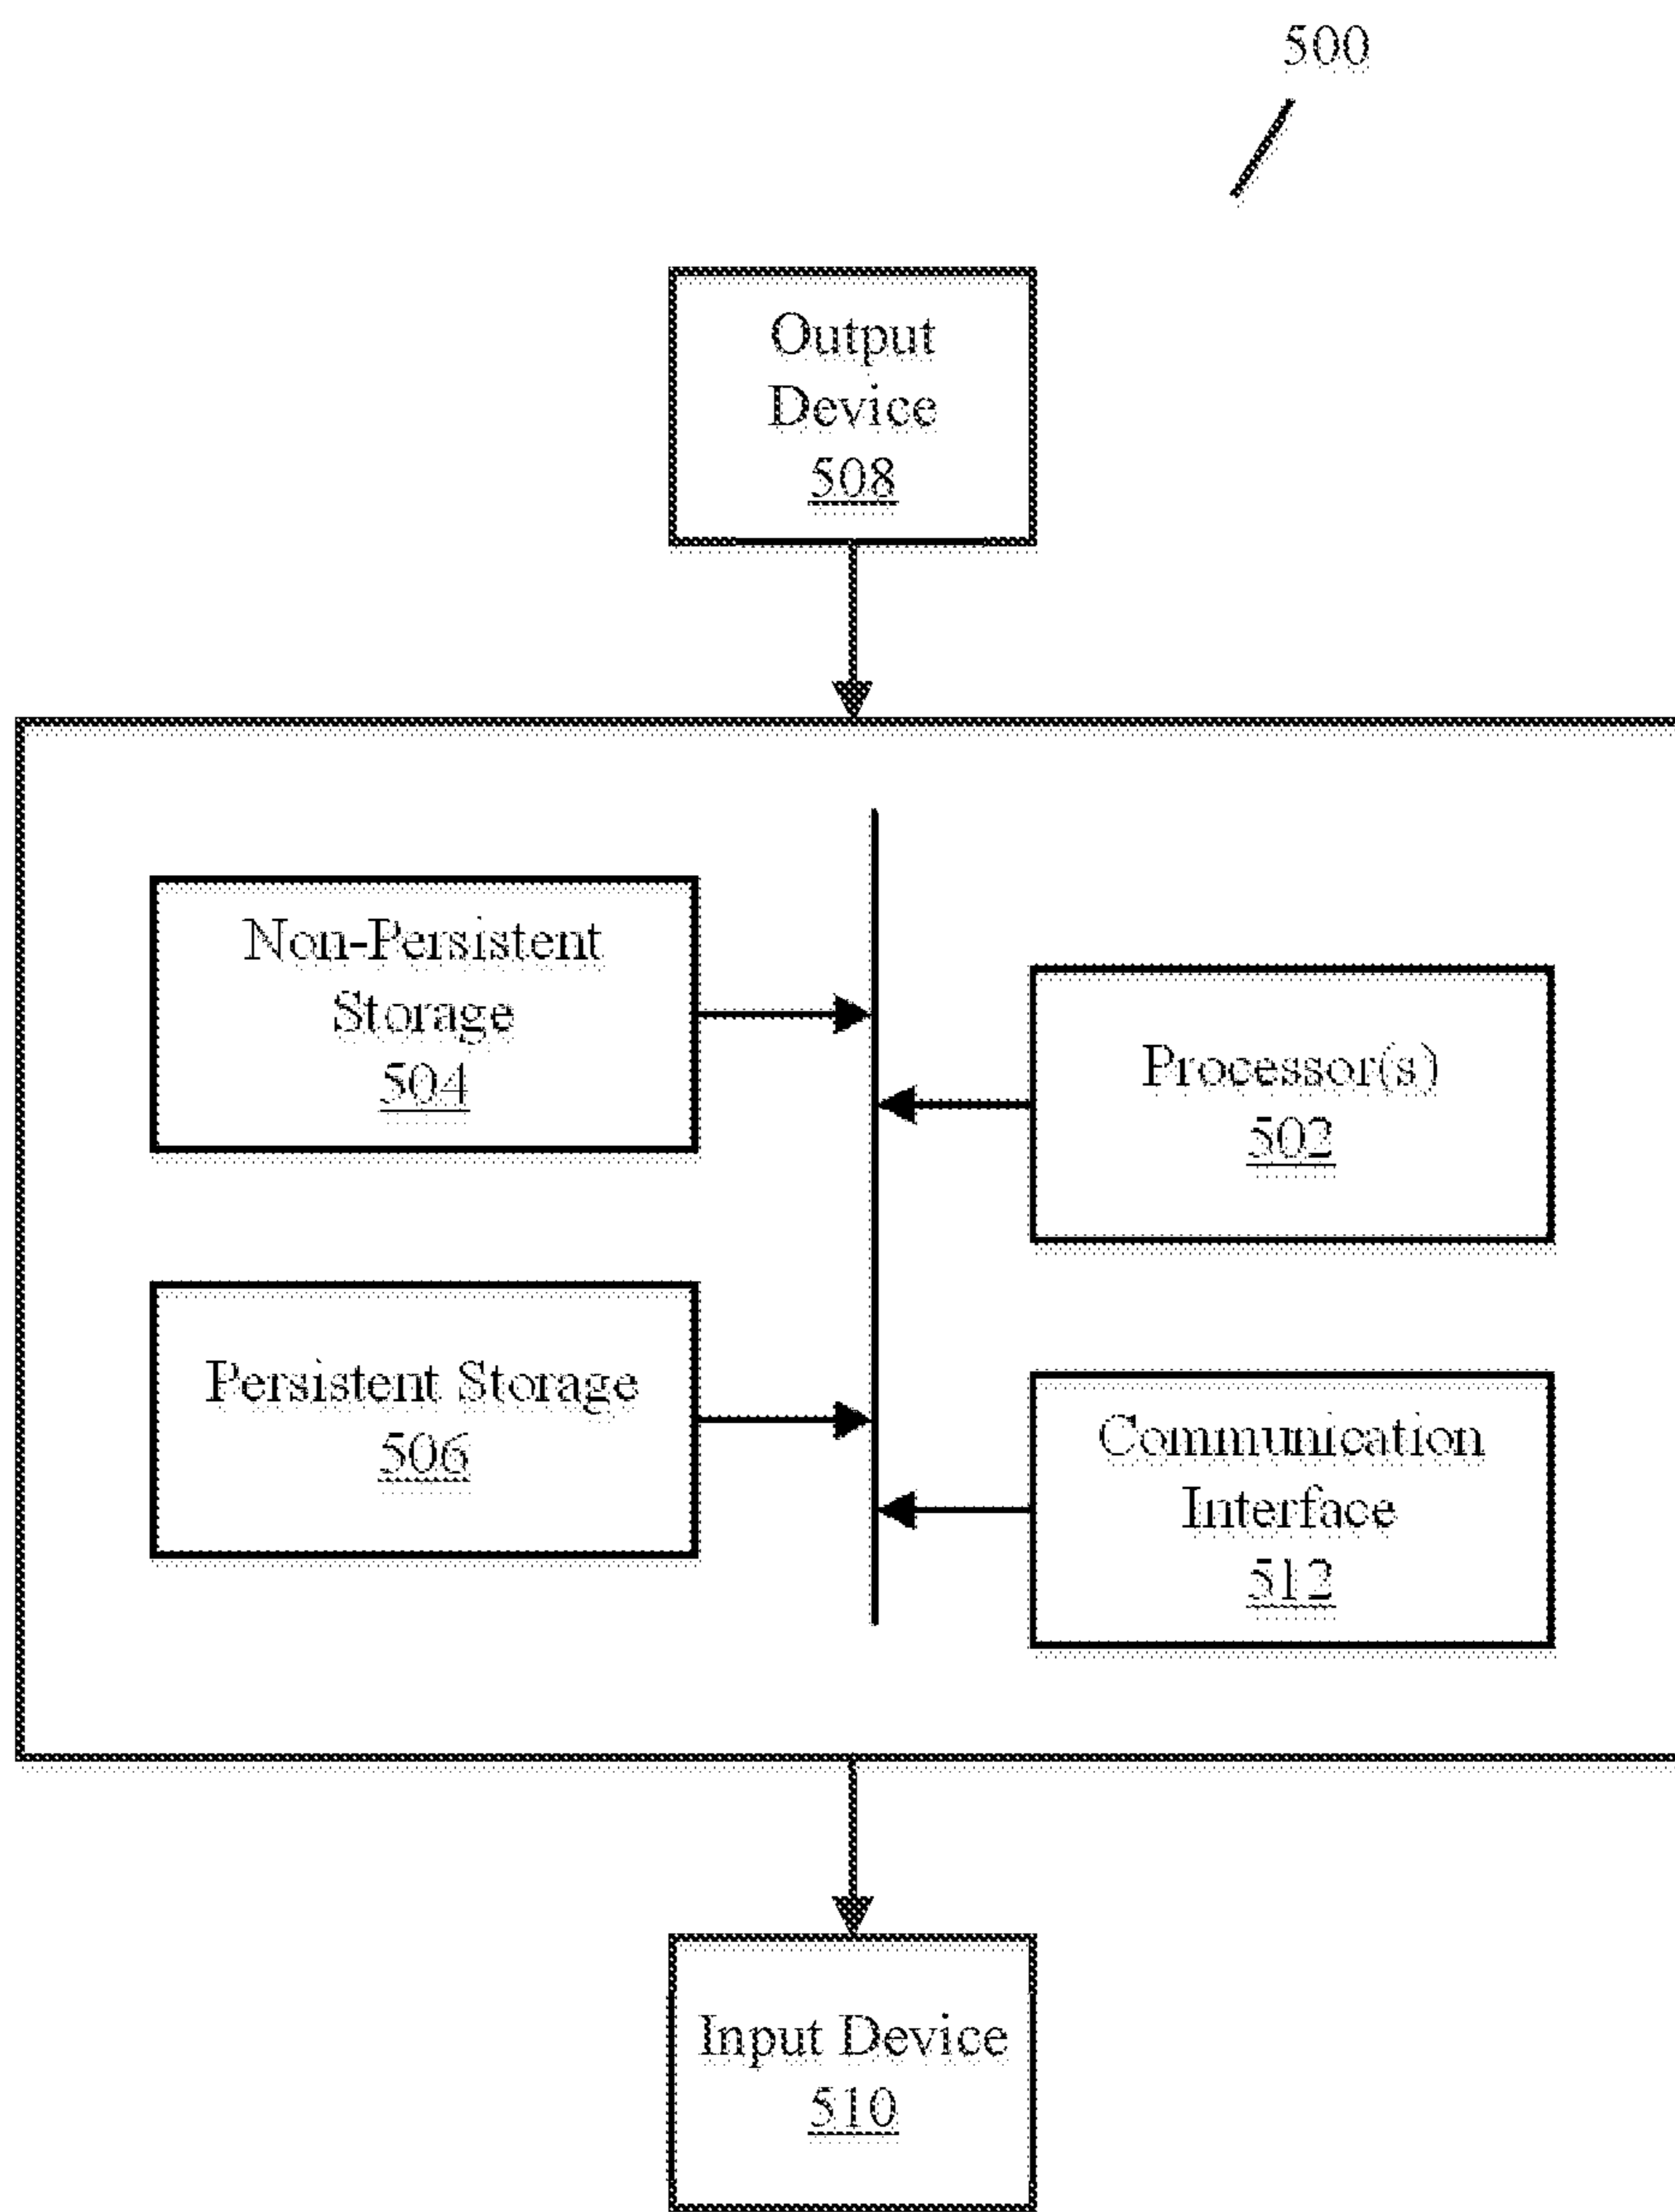 500
Output
Device
508
Non-Persistent
Storage
504
Processor(s)
502
Persistent Storage
506
Communication
Interface
512
Input Device
510